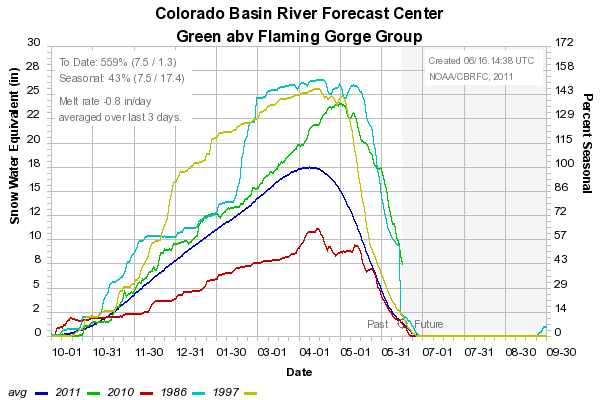 Colorado Basin River Forecast Center
Green abv Flaming Gorge Group
To Date: 559% (7.5 / 1.3)
Seasonal: 43% (7.5 / 17.4)
Melt rate -0.8 in/day
averaged over last 3 days.
Created 06/16.14:38 UTC
NOAA/CBRFC, 2011
Snow Water Equivalent (in)
30
28
25
22
20
18
15
12
10
8
5
2
0
Percent Seasonal
172
158
143
129
115
100
86
72
57
43
29
14
0
Past Future
10-01 10-31 11-30 12-31 01-30 03-01 04-01 05-01 05-31 07-01 07-31 08-30 09-30
Date
avg 2011 2010 1986 1997